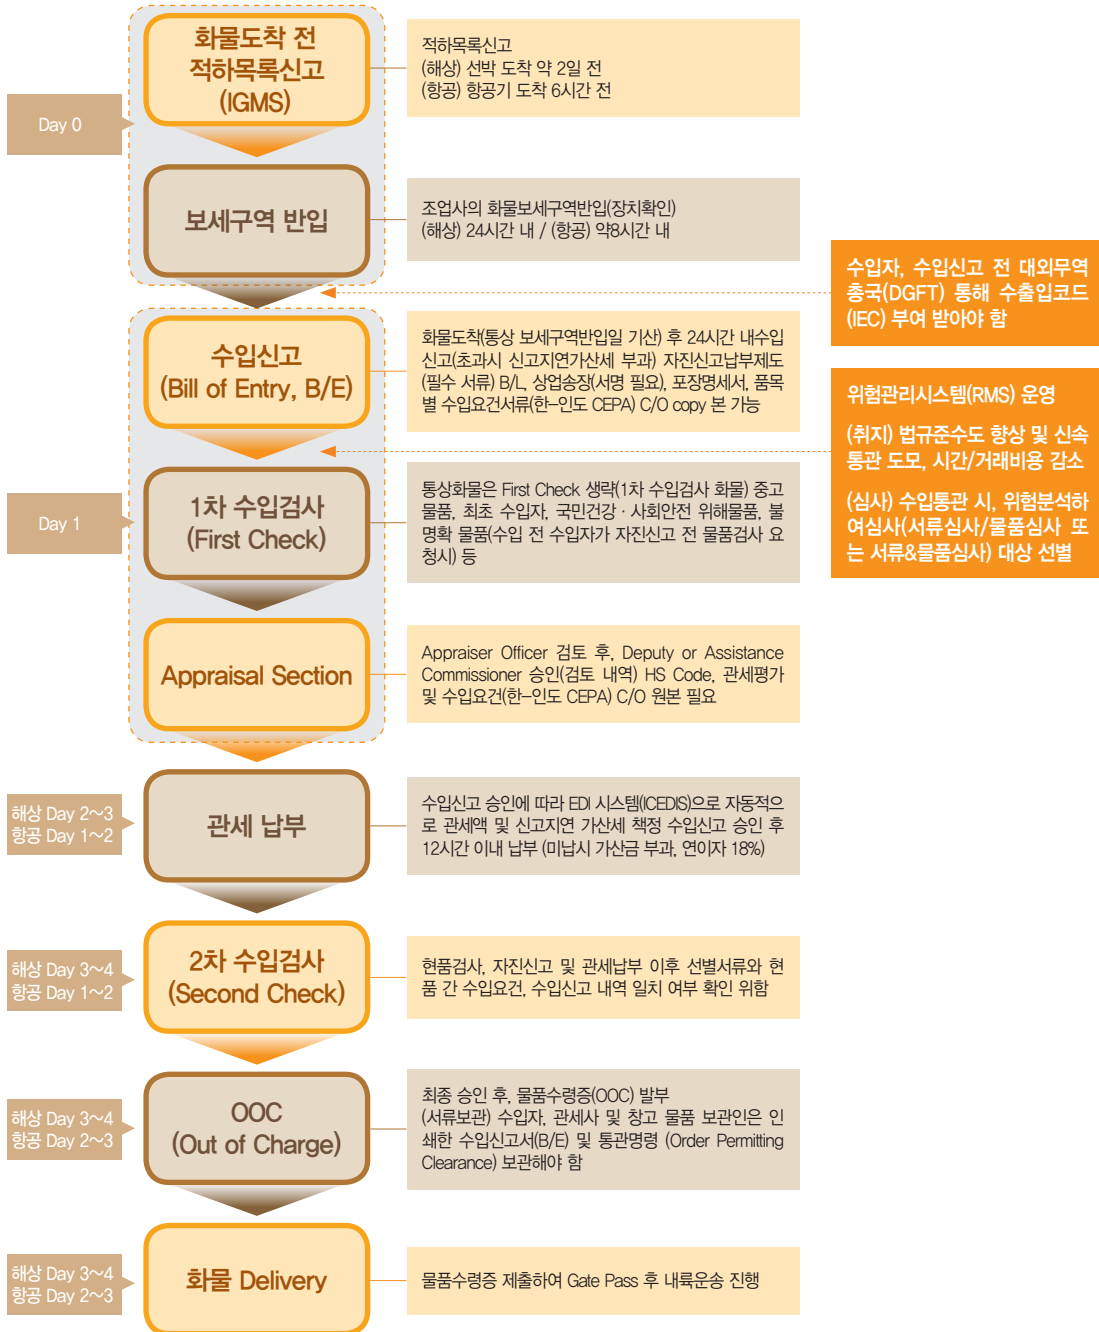 화물도착 전
적하목록신고
(IGMS)
적하목록신고
(해상) 선박 도착 약 2일 전
(항공) 항공기 도착 6시간 전
Day 0
보세구역 반입
조업사의 화물보세구역반입(장치확인)
(해상) 24시간 내 / (항공) 약8시간 내
수입자, 수입신고 전 대외무역
총국(DGFT) 통해 수출입코드
(IEC) 부여 받아야 함
수입신고
(Bill of Entry, B/E)
화물도착(통상 보세구역반입일 기산) 후 24시간 내수입
신고(초과시 신고지연가산세 부과) 자진신고납부제도
(필수 서류) B/L, 상업송장(서명 필요), 포장명세서, 품목
별 수입요건서류(한–인도 CEPA) C/O copy 본 가능
위험관리시스템(RMS) 운영
(취지) 법규준수도 향상 및 신속
통관 도모, 시간/거래비용 감소
(심사) 수입통관 시, 위험분석하
여심사(서류심사/물품심사 또
는 서류&물품심사) 대상 선별
Day 1
1차 수입검사
(First Check)
통상화물은 First Check 생략(1차 수입검사 화물) 중고
물품, 최초 수입자, 국민건강 · 사회안전 위해물품, 불
명확 물품(수입 전 수입자가 자진신고 전 물품검사 요
청시) 등
Appraisal Section
Appraiser Officer 검토 후, Deputy or Assistance
Commissioner 승인(검토 내역) HS Code, 관세평가
및 수입요건(한–인도 CEPA) C/O 원본 필요
해상 Day 2~3
항공 Day 1~2
관세 납부
수입신고 승인에 따라 EDI 시스템(ICEDIS)으로 자동적으
로 관세액 및 신고지연 가산세 책정 수입신고 승인 후
12시간 이내 납부 (미납시 가산금 부과, 연이자 18%)
해상 Day 3~4
항공 Day 1~2
2차 수입검사
(Second Check)
현품검사, 자진신고 및 관세납부 이후 선별서류와 현
품 간 수입요건, 수입신고 내역 일치 여부 확인 위함
해상 Day 3~4
항공 Day 2~3
OOC
(Out of Charge)
최종 승인 후, 물품수령증(OOC) 발부
(서류보관) 수입자, 관세사 및 창고 물품 보관인은 인
쇄한 수입신고서(B/E) 및 통관명령 (Order Permitting
Clearance) 보관해야 함
해상 Day 3~4
항공 Day 2~3
화물 Delivery
물품수령증 제출하여 Gate Pass 후 내륙운송 진행